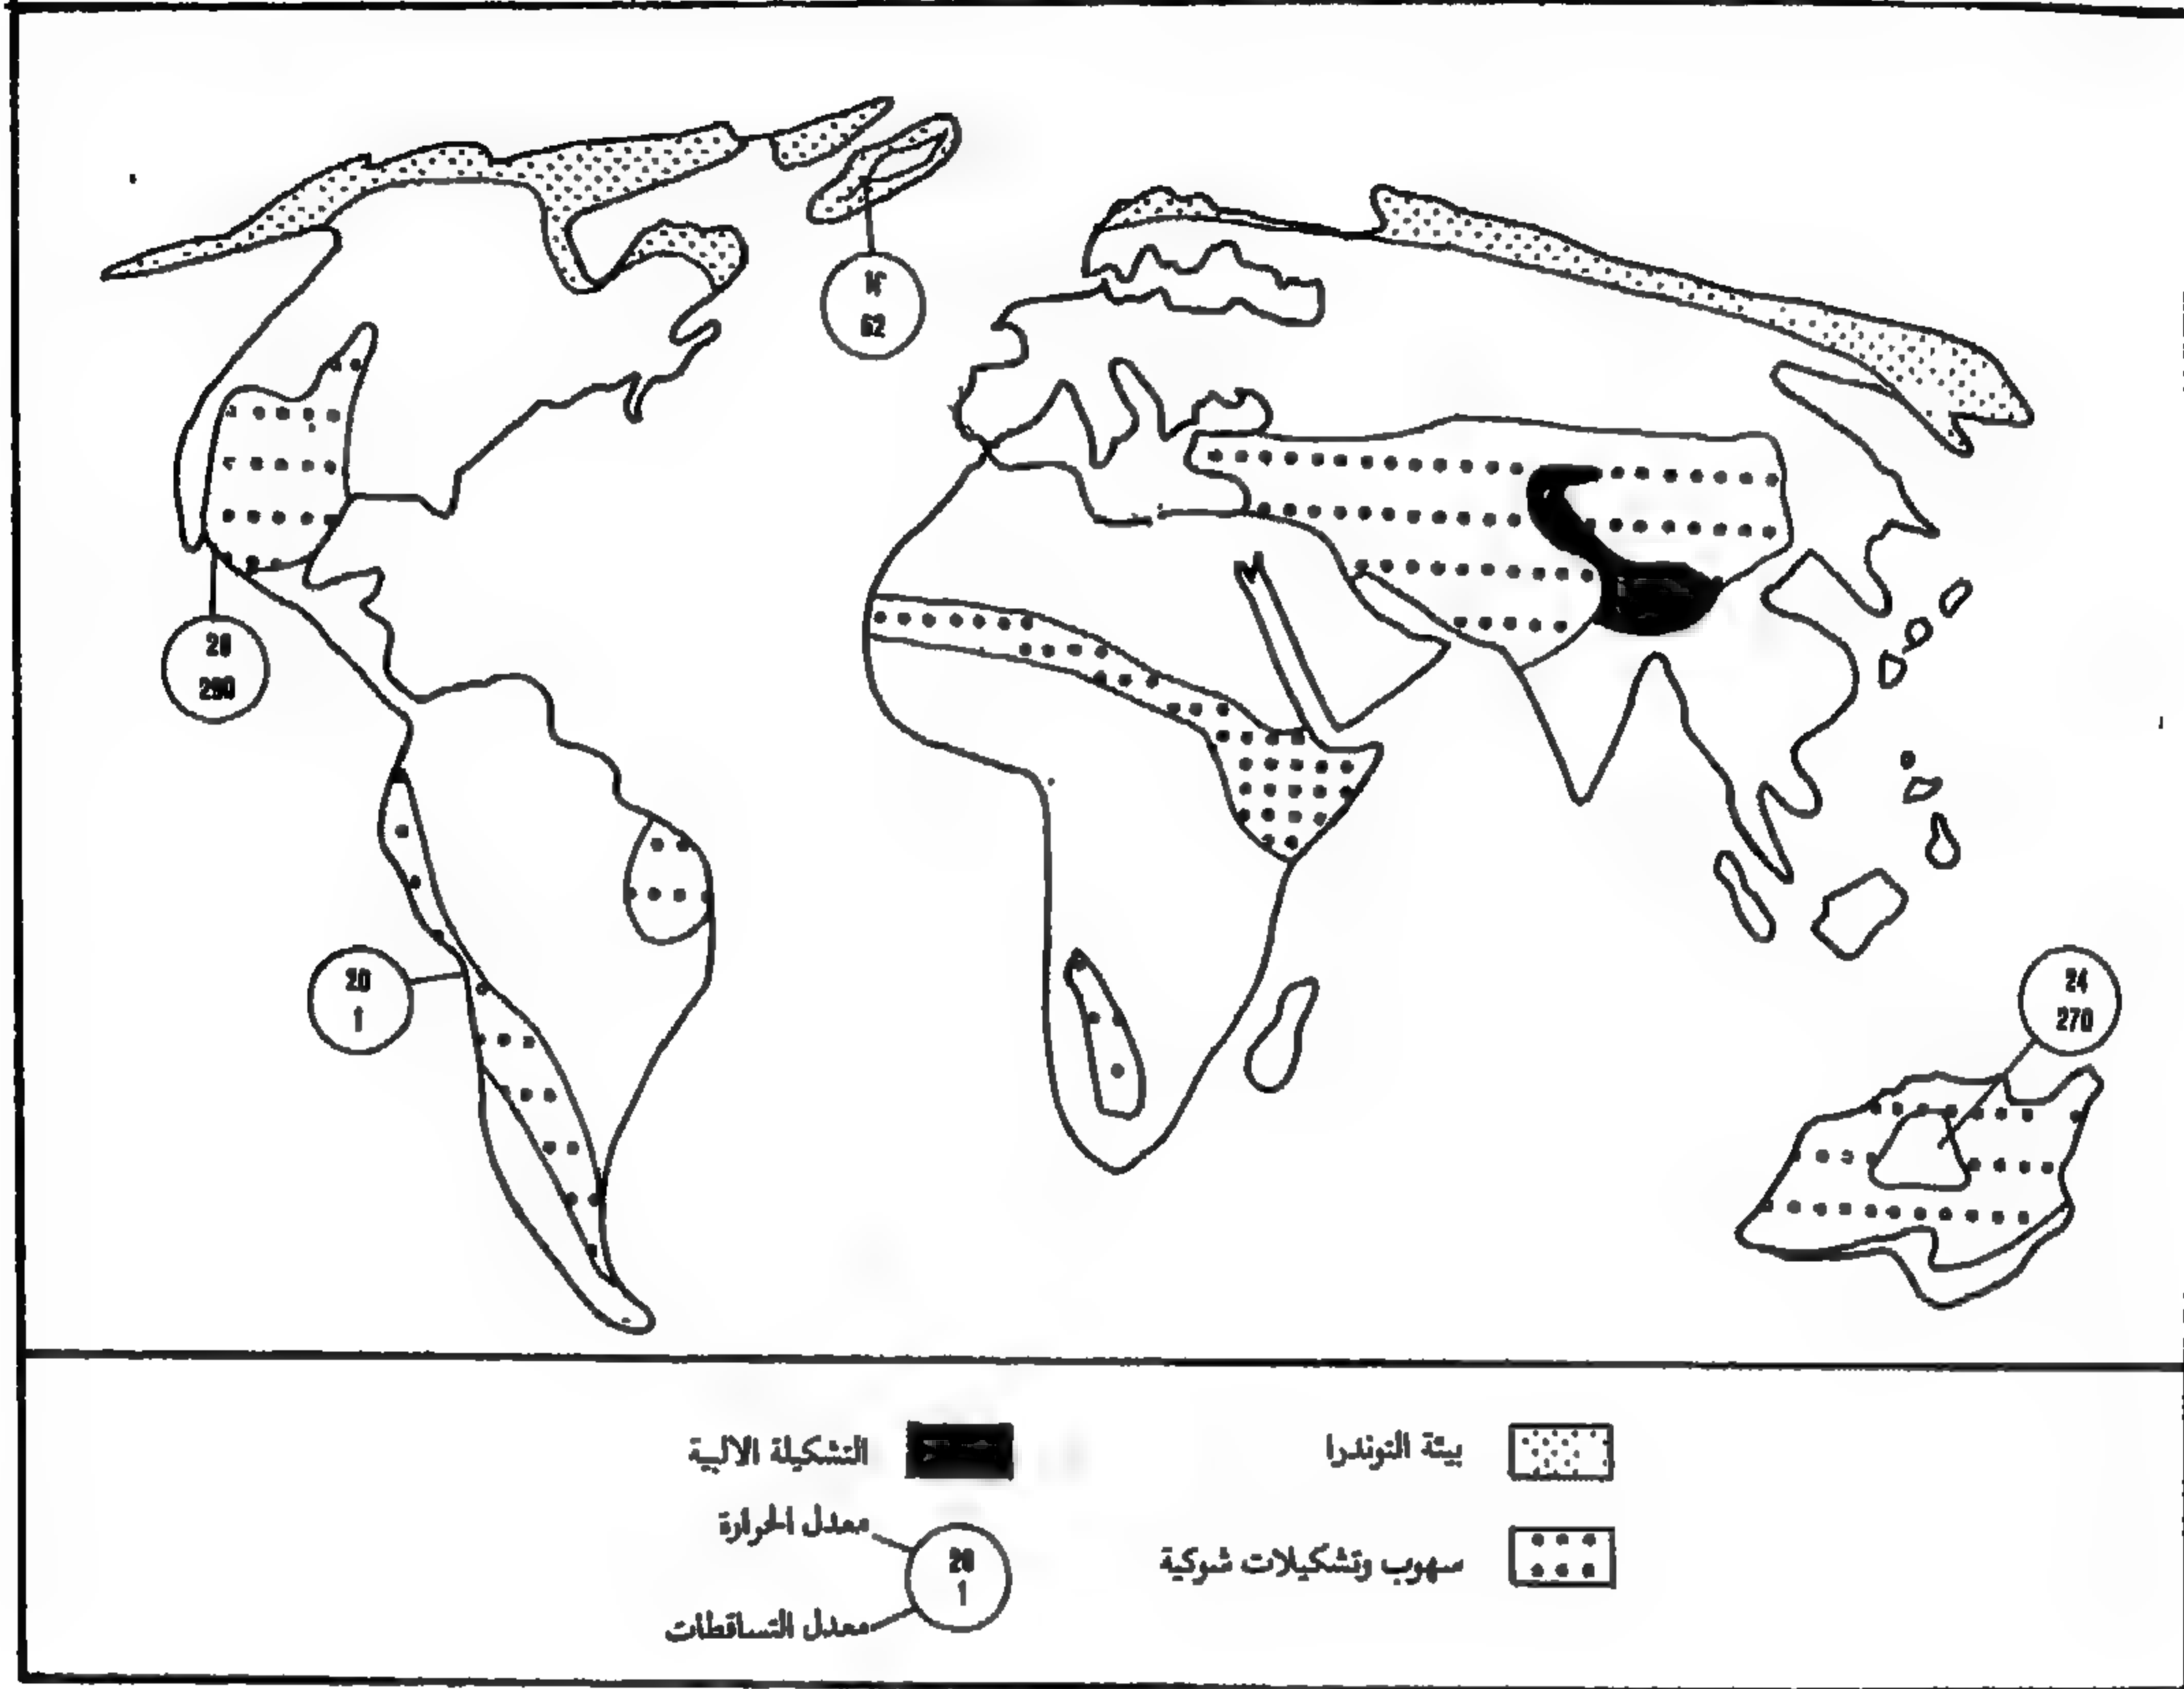 62
20
290
20
1
24
270
بيئة التوندرا
التشكيلة الالبية
سهوب وتشكيلات شوكية
معدل الحرارة
20
1
معدل التساقطات